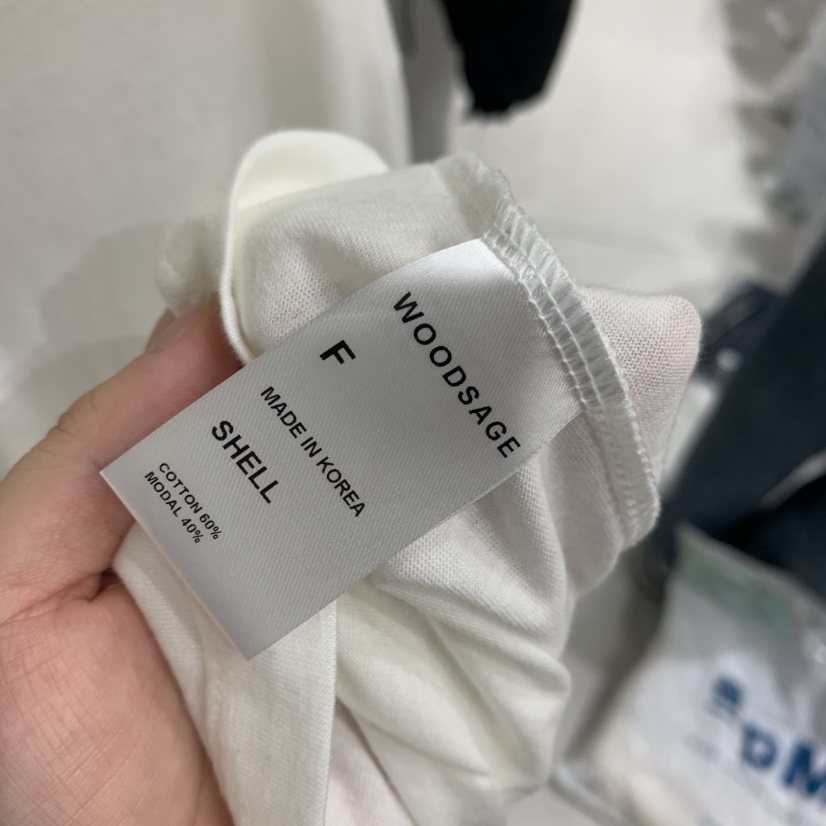 WOODSAGE
F
MADE IN KOREA
SHELL
COTTON 60%
MODAL 40%